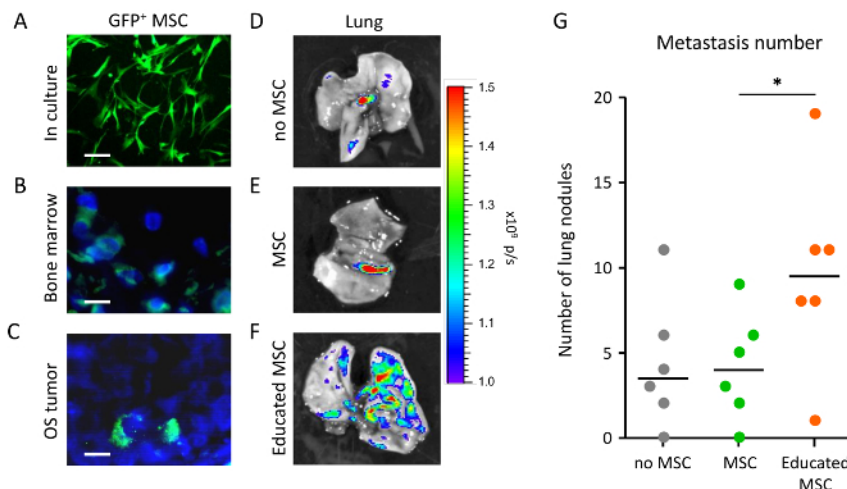 A
GFP⁺ MSC
In culture
B
Bone marrow
C
OS tumor
D
Lung
no MSC
E
MSC
F
Educated MSC
1.5
1.4
1.3
1.2
1.1
1.0
x10⁹ p/s
G
Metastasis number
*
Number of lung nodules
20
15
10
5
0
no MSC
MSC
Educated
MSC